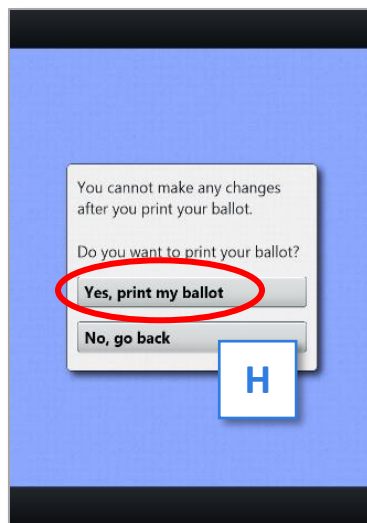 You cannot make any changes
after you print your ballot.
Do you want to print your ballot?
Yes, print my ballot
No, go back
H